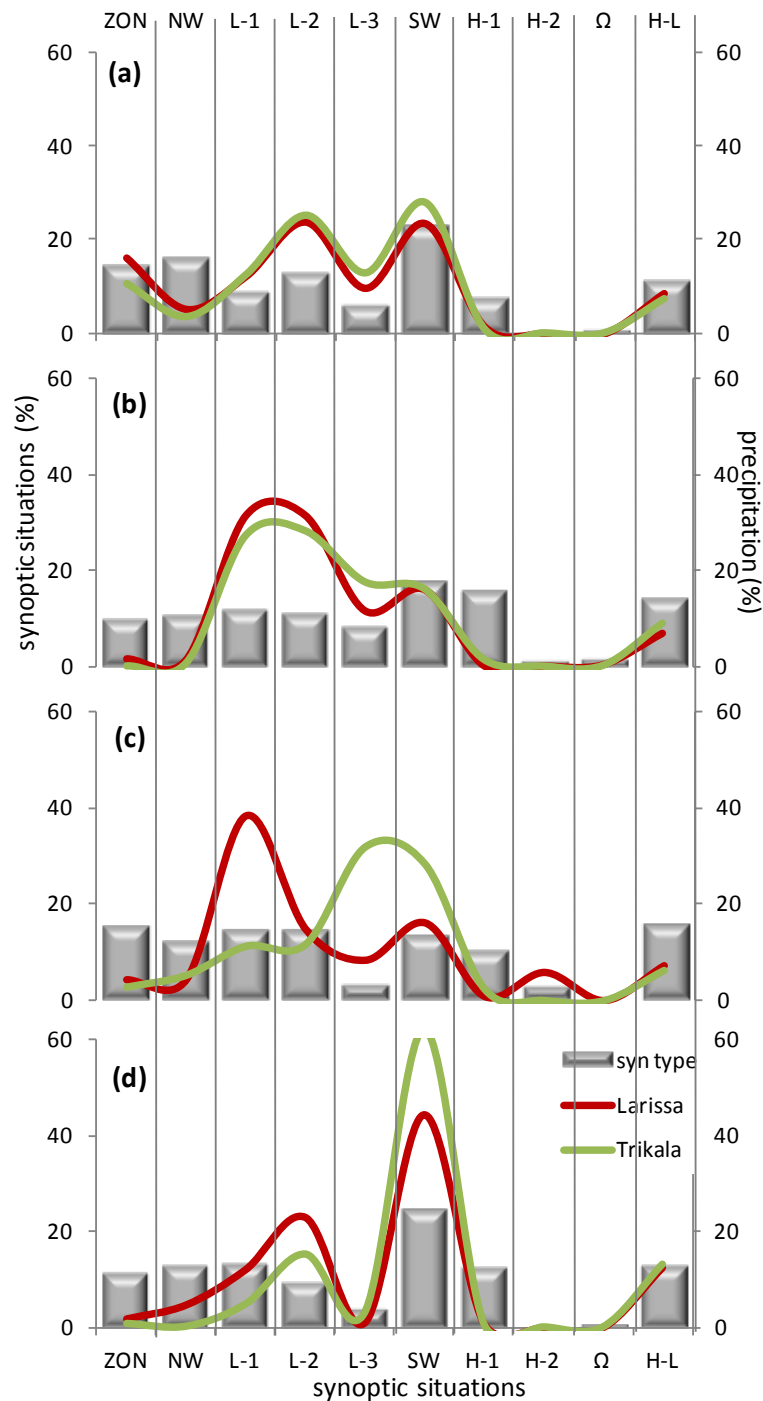 ZON NW L-1 L-2 L-3 SW H-1 H-2 Ω H-L
60 60
(a)
40 40
20 20
0 0
60 60
(b)
40 40
20 20
0 0
synoptic situations (%)
precipitation (%)
60 60
(c)
40 40
20 20
0 0
60 60
(d)
syn type
Larissa
Trikala
40 40
20 20
0 0
ZON NW L-1 L-2 L-3 SW H-1 H-2 Ω H-L
synoptic situations